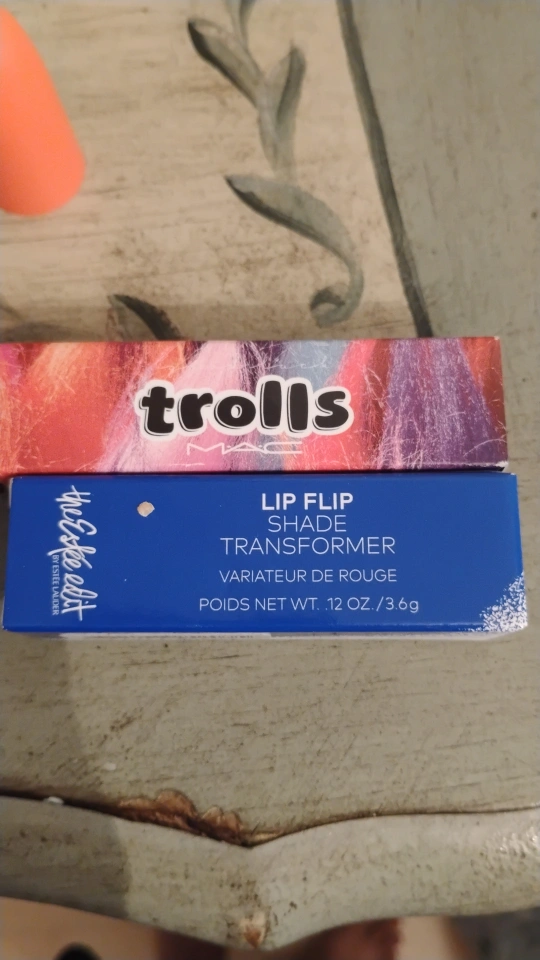 trolls
MAC
the Estée edit
BY ESTÉE LAUDER
LIP FLIP
SHADE
TRANSFORMER
VARIATEUR DE ROUGE
POIDS NET WT. .12 OZ./3.6g